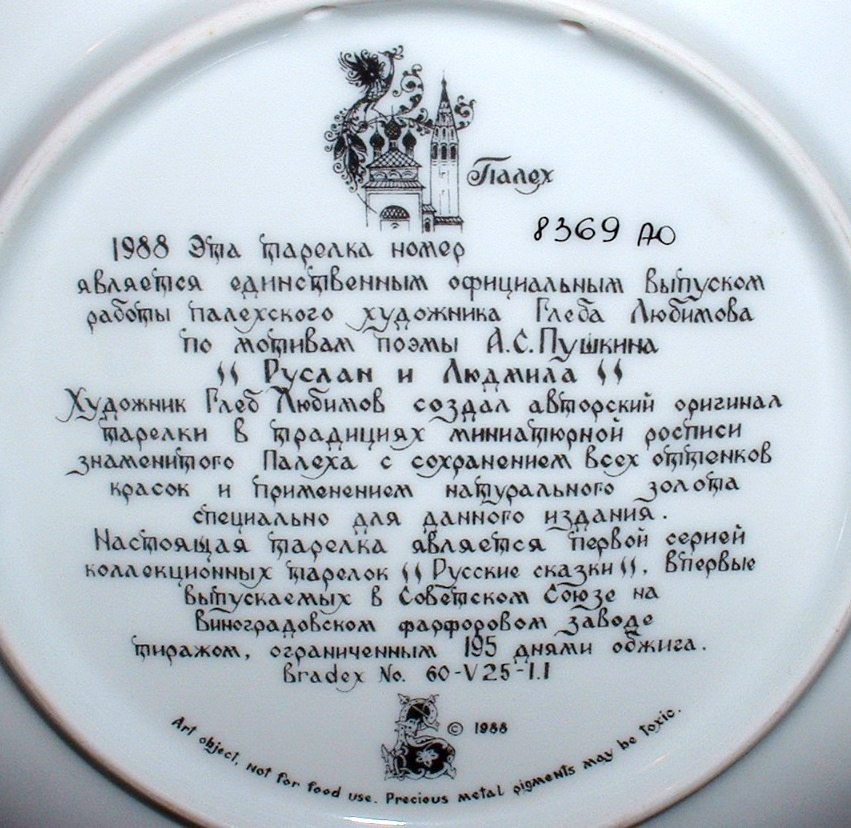 Палех
8369 АО
1988 Эта тарелка номер
является единственным официальным выпуском
работы палехского художника Глеба Любимова
по мотивам поэмы А.С.Пушкина
" Руслан и Людмила "
Художник Глеб Любимов создал авторский оригинал
тарелки в традициях миниатюрной росписи
знаменитого Палеха с сохранением всех оттенков
красок и применением натурального золота
специально для данного издания.
Настоящая тарелка является первой серией
коллекционных тарелок " Русские сказки ". Впервые
выпускаемых в Советском Союзе на
Виноградовском фарфоровом заводе
тиражом, ограниченным 195 днями обжига.
Bradex No. 60-V25-1.1
© 1988
Art object, not for food use. Precious metal pigments may be toxic.